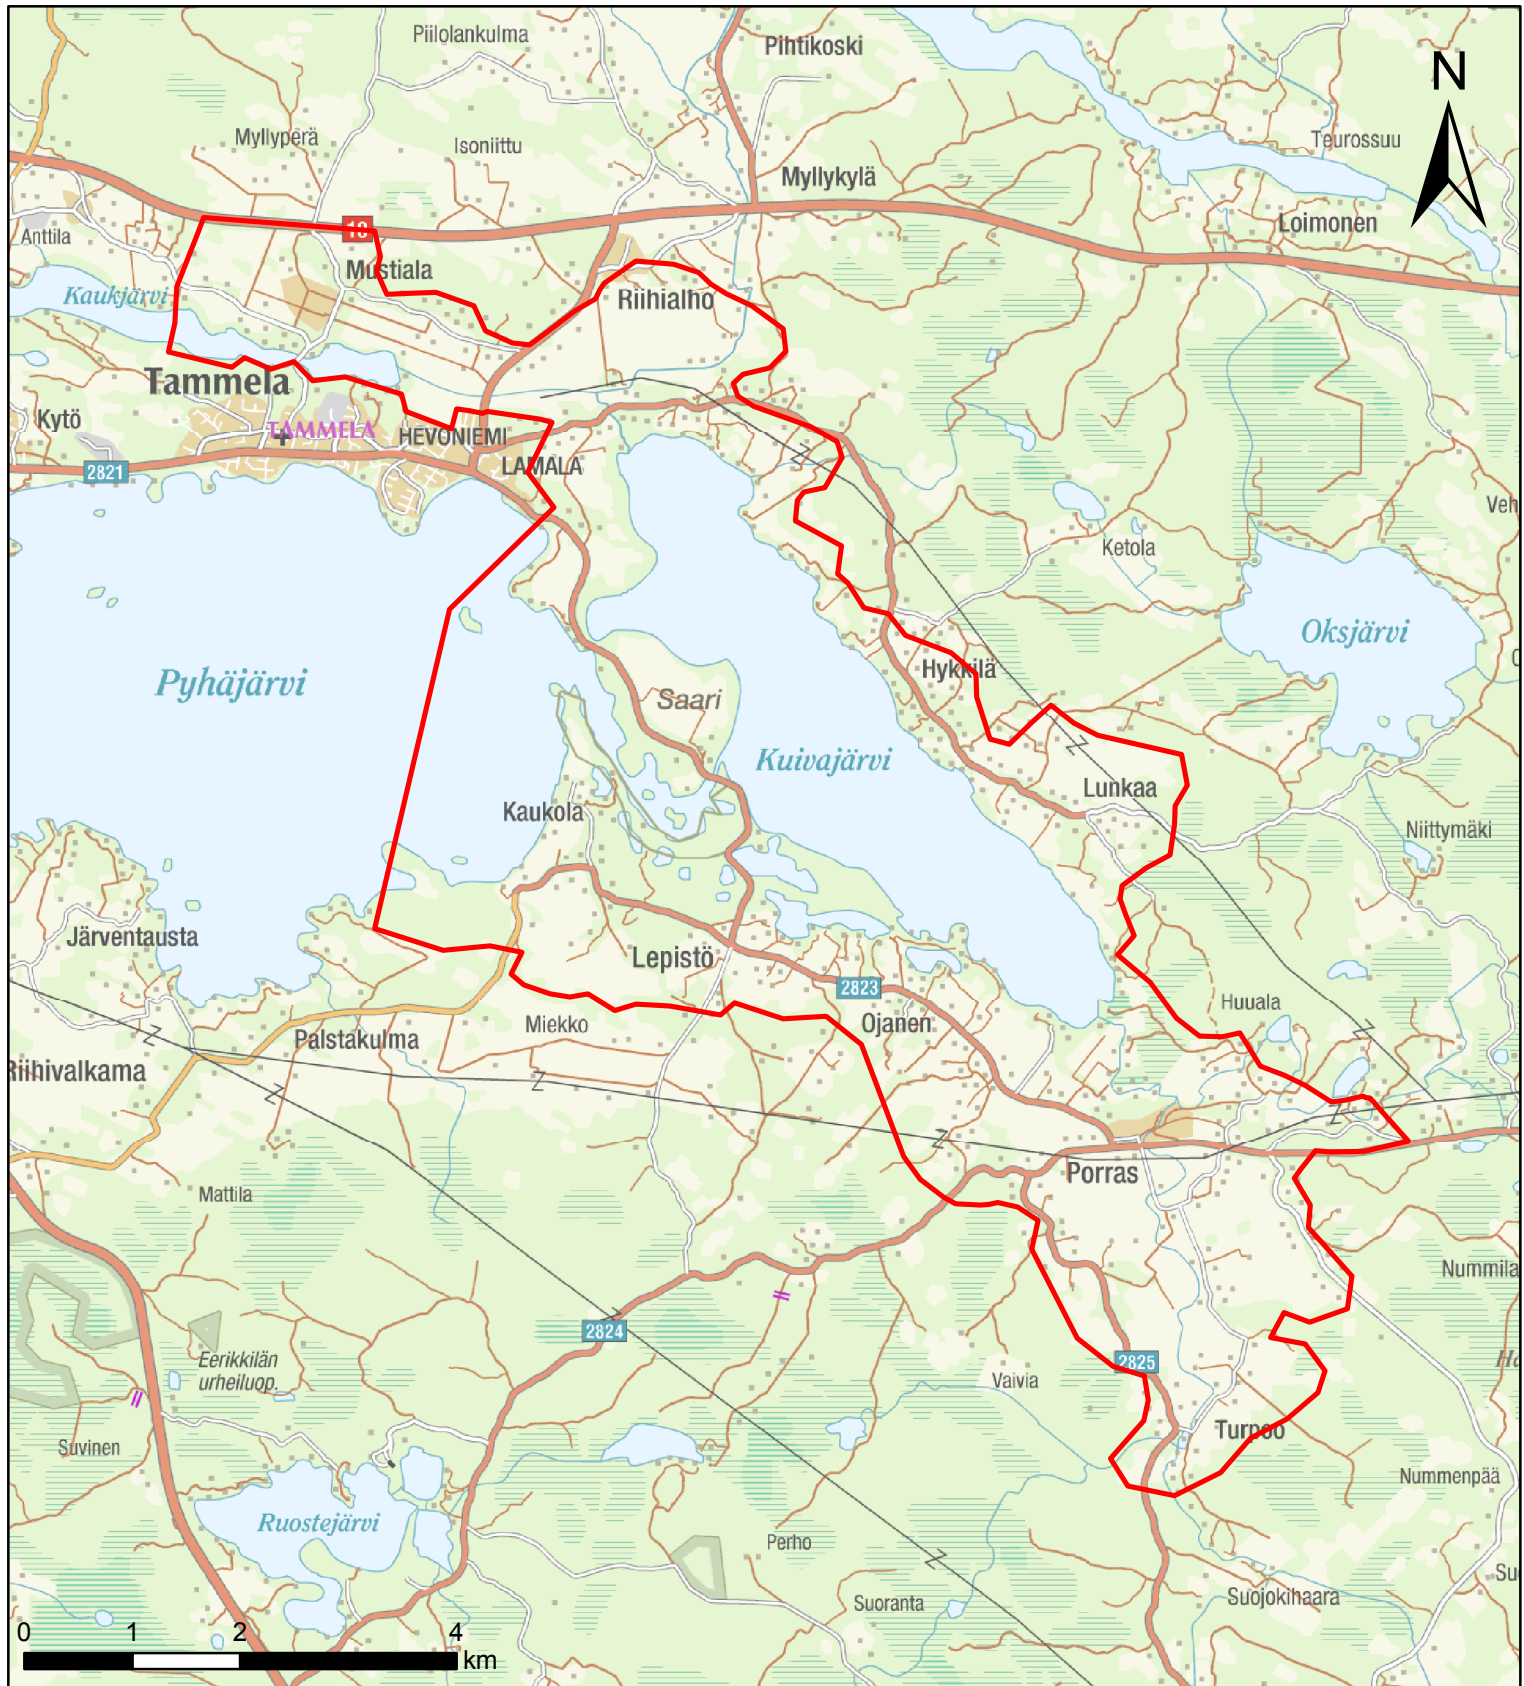 Piilolankulma
Pihtikoski
N
Myllyperä
Isoniittu
Teurossuu
Myllykylä
Loimonen
Anttila
10
Mustiala
Kaukjärvi
Riihialho
Tammela
Kytö
TAMMELA
HEVONIEMI
LAMALA
2821
Veh
Ketola
Oksjärvi
Hykkilä
Pyhäjärvi
Saari
Kuivajärvi
Lunkaa
Kaukola
Niittymäki
Järventausta
Lepistö
2823
Huuala
Miekko
Ojanen
Palstakulma
Riihivalkama
Porras
Mattila
Nummila
2824
Eerikkilän
urheiluop.
2825
Vaivia
Suvinen
Turpoo
Nummenpää
Ruostejärvi
Perho
Suojokihaara
Suoranta
0 1 2 4
km